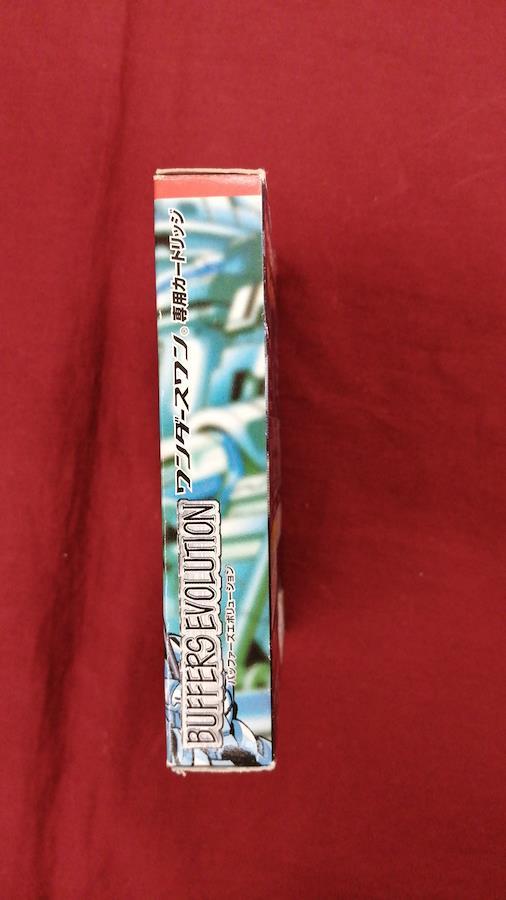 BUFFERS EVOLUTION
バッファーズエボリューション
ワンダースワン® 専用カートリッジ